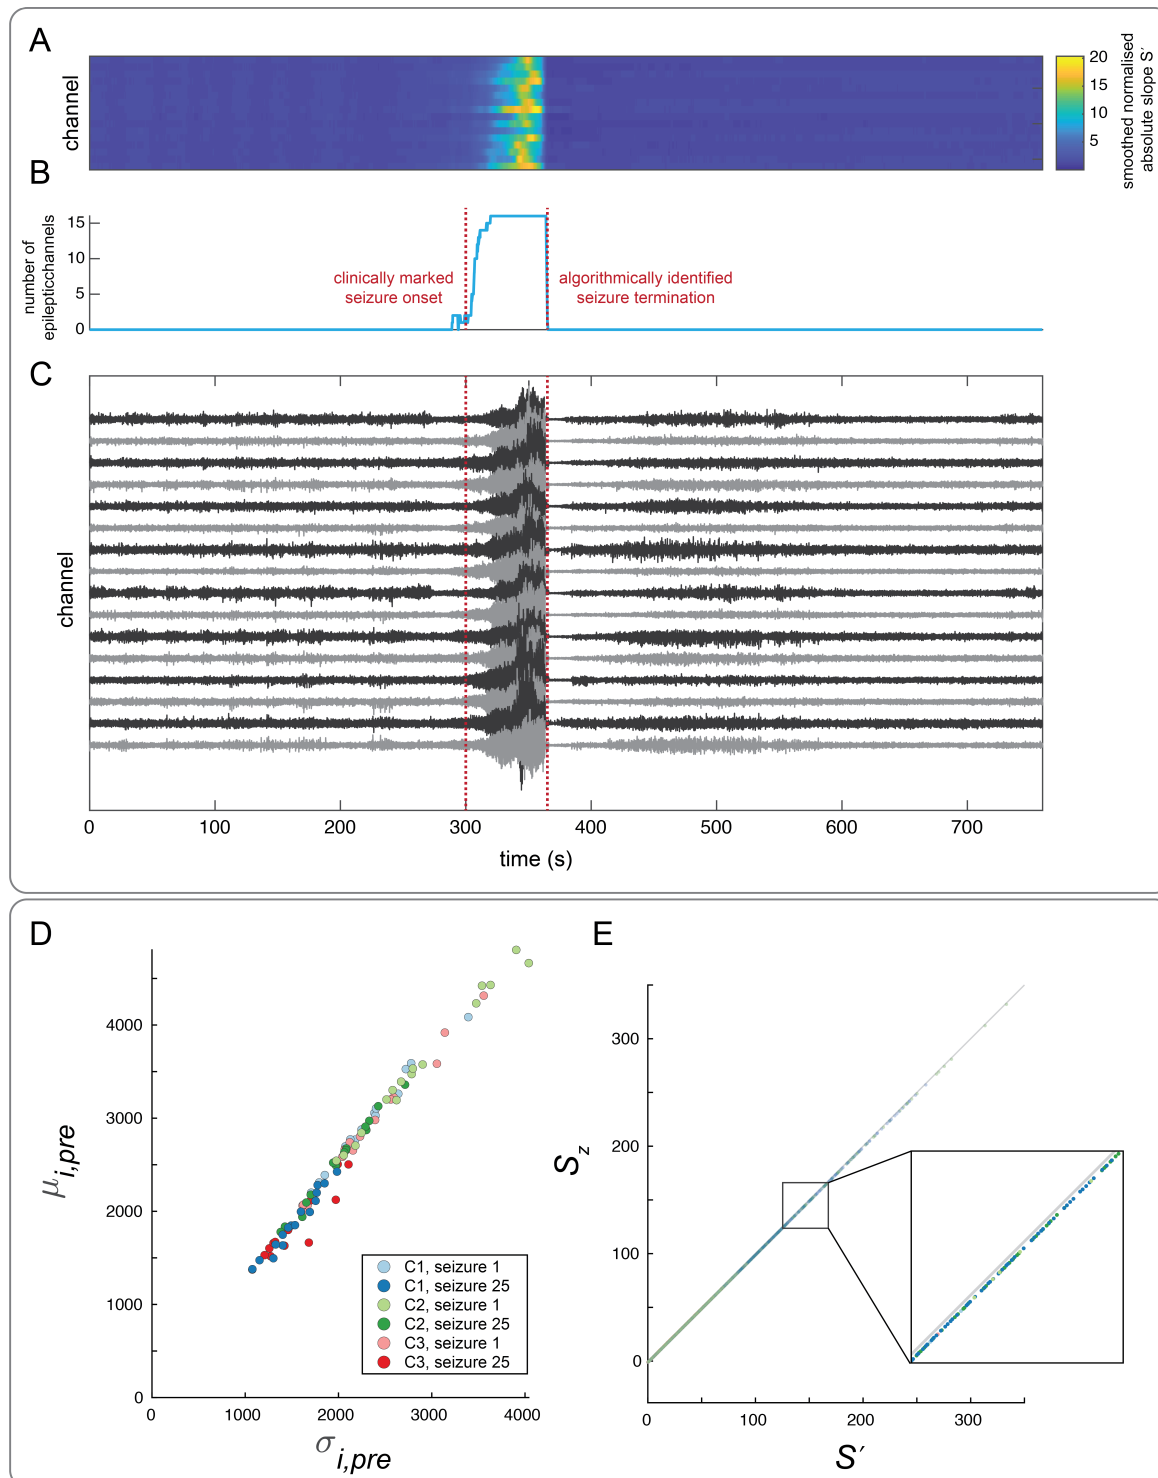 A
channel
20
15
10
5
smoothed normalised
absolute slope S′
B
number of
epilepticchannels
15
10
5
0
clinically marked
seizure onset
algorithmically identified
seizure termination
C
channel
0 100 200 300 400 500 600 700
time (s)
D
μi,pre
4000
3000
2000
1000
0
C1, seizure 1
C1, seizure 25
C2, seizure 1
C2, seizure 25
C3, seizure 1
C3, seizure 25
0 1000 2000 3000 4000
σi,pre
E
Sz
300
200
100
0
0 100 200 300
S′